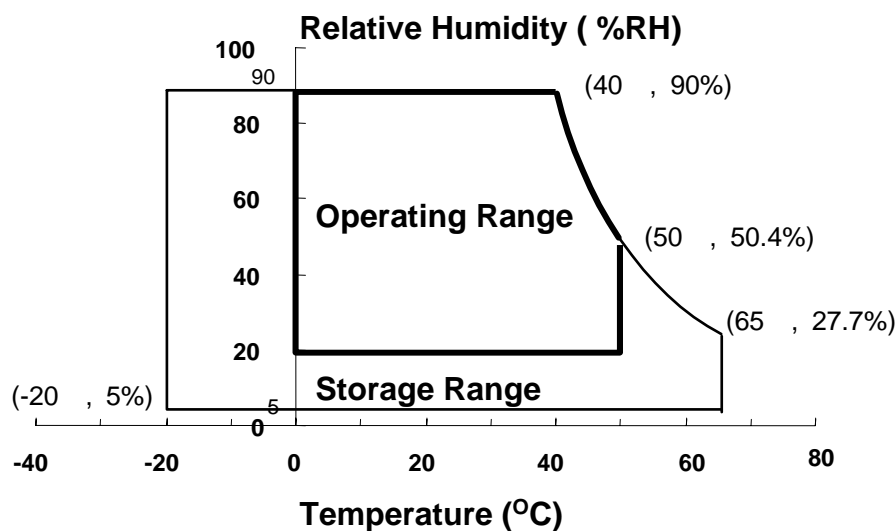 Relative Humidity ( %RH)
100
90
(40 , 90%)
80
60
Operating Range
(50 , 50.4%)
40
(65 , 27.7%)
20
Storage Range
(-20 , 5%)
5
0
-40 -20 0 20 40 60 80
Temperature (OC)